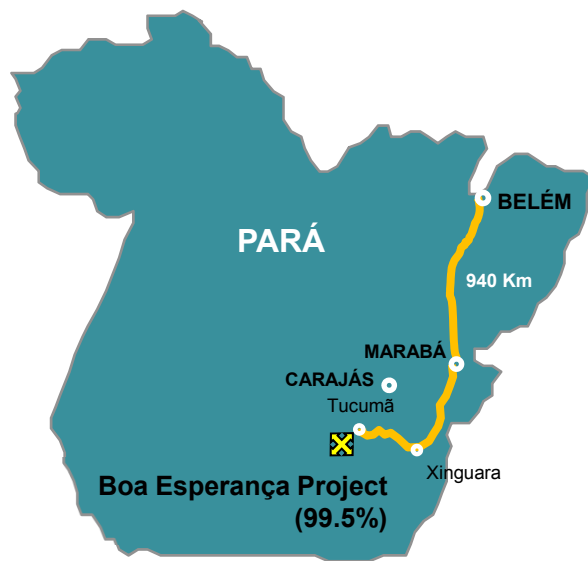 BELÉM
PARÁ
940 Km
MARABÁ
CARAJÁS
Tucumã
Xinguara
Boa Esperança Project
(99.5%)